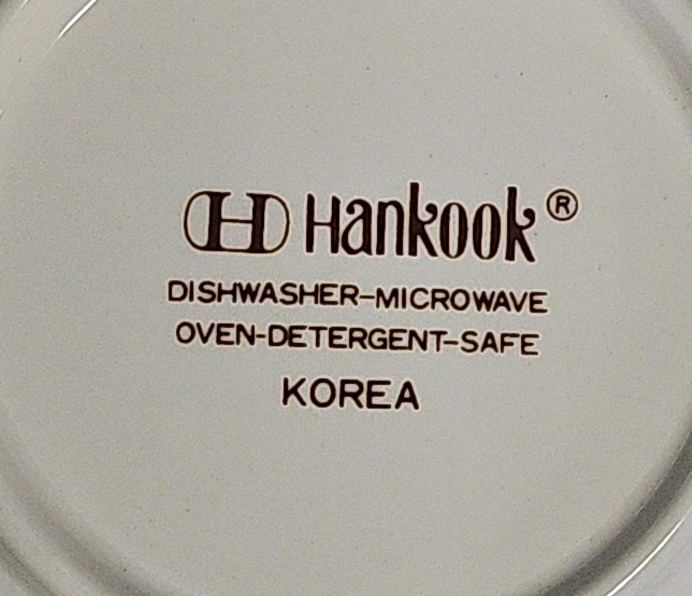 H Hankook®
DISHWASHER-MICROWAVE
OVEN-DETERGENT-SAFE
KOREA